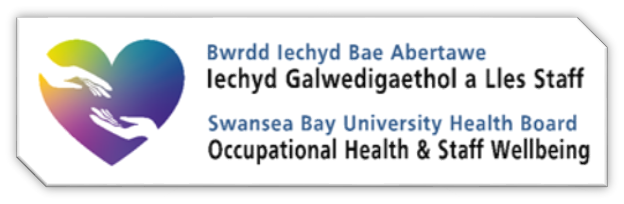 Bwrdd Iechyd Bae Abertawe
Iechyd Galwedigaethol a Lles Staff
Swansea Bay University Health Board
Occupational Health & Staff Wellbeing